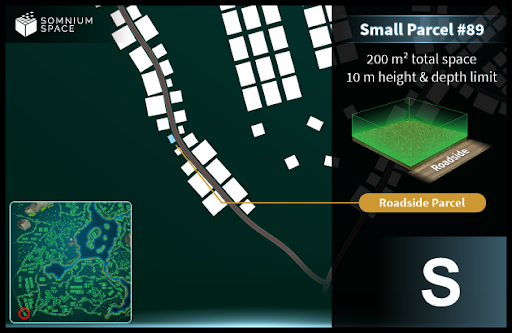 SOMNIUM
SPACE
Small Parcel #89
200 m² total space
10 m height & depth limit
Roadside
Roadside Parcel
S